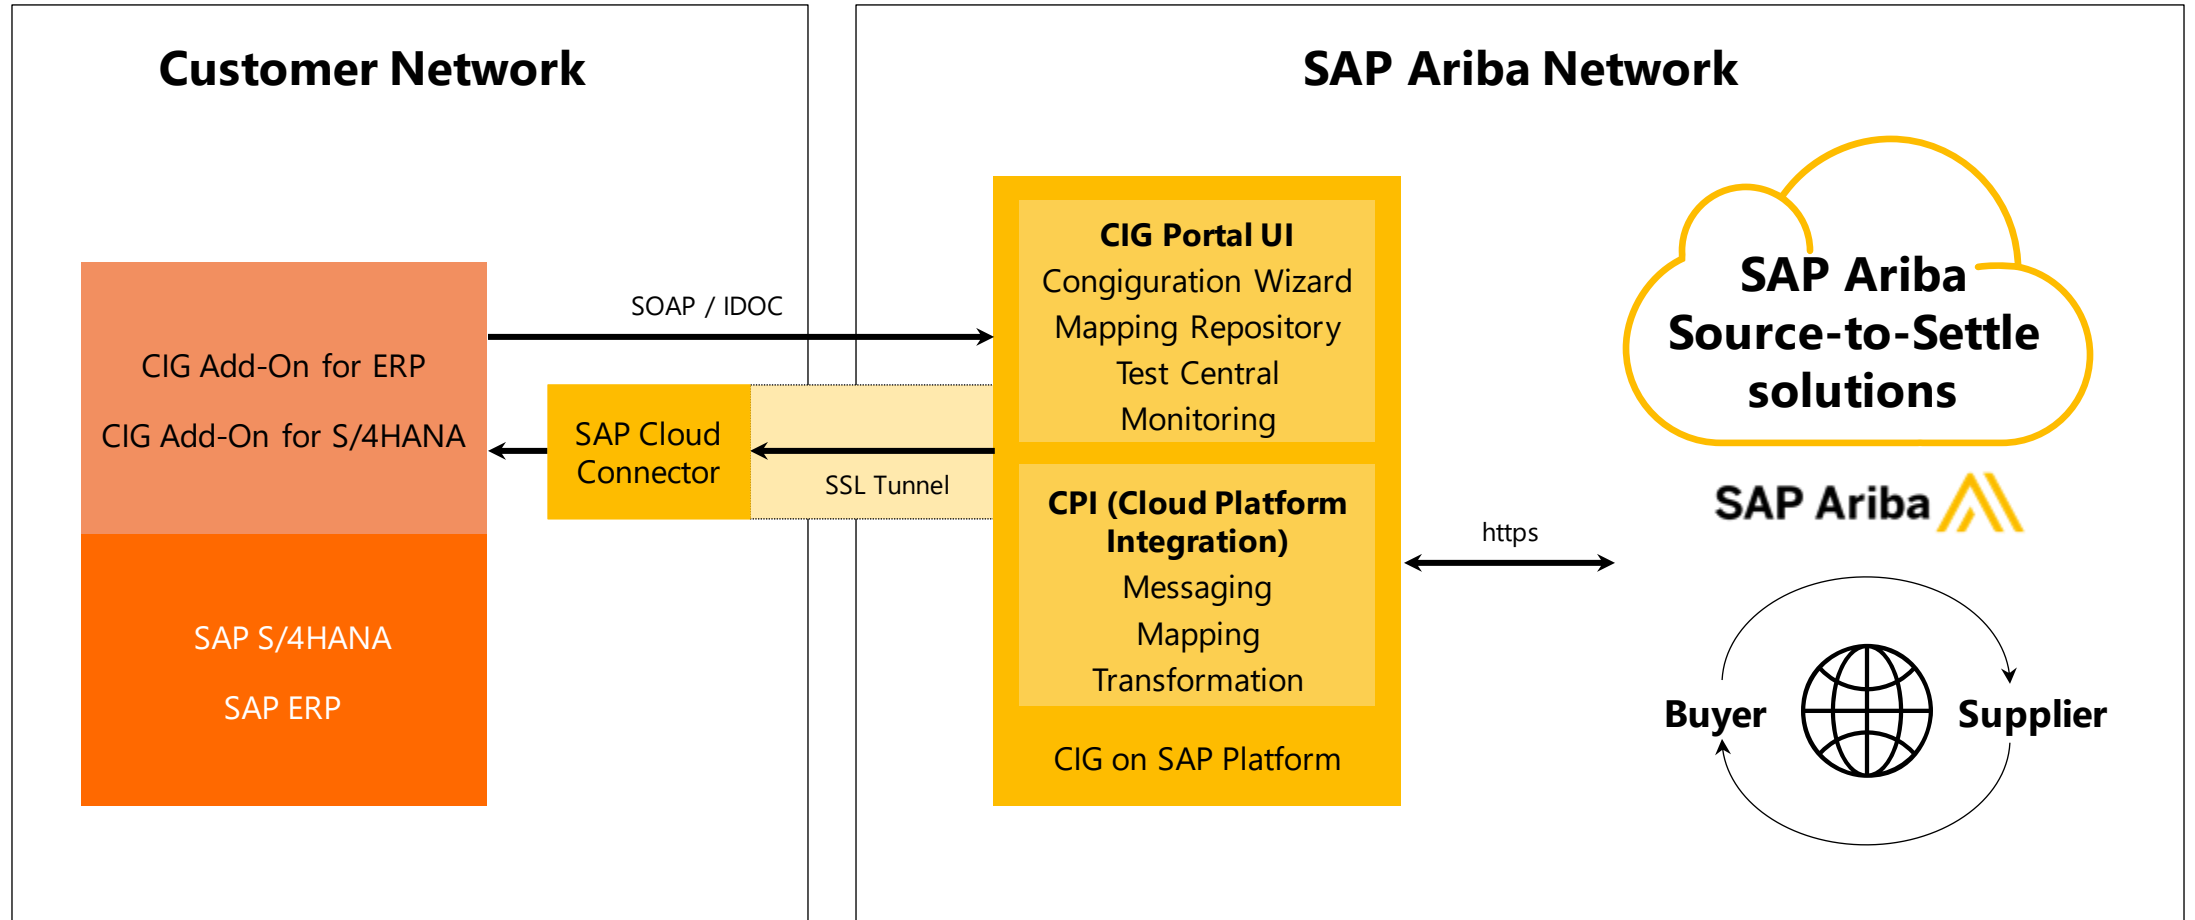 Customer Network
SAP Ariba Network
CIG Add-On for ERP
CIG Add-On for S/4HANA
SAP S/4HANA
SAP ERP
SOAP / IDOC
SAP Cloud
Connector
SSL Tunnel
CIG Portal UI
Congiguration Wizard
Mapping Repository
Test Central
Monitoring
CPI (Cloud Platform
Integration)
Messaging
Mapping
Transformation
CIG on SAP Platform
https
SAP Ariba
Source-to-Settle
solutions
SAP Ariba
Buyer
Supplier